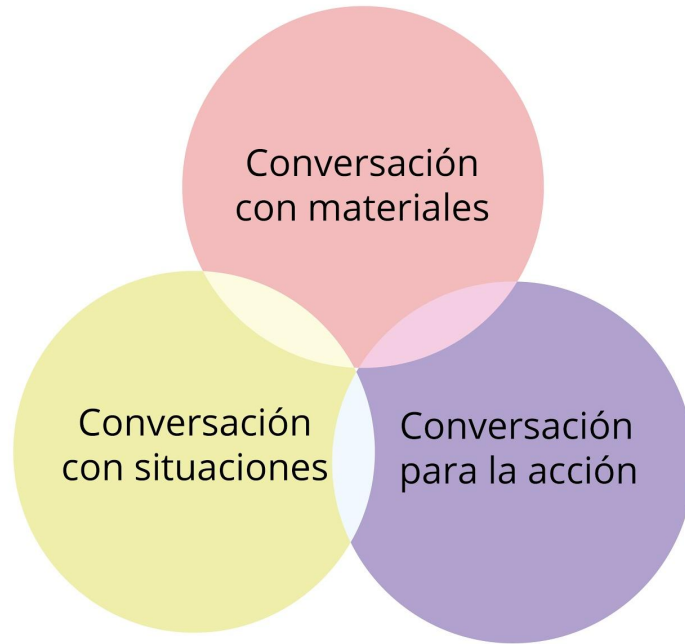 Conversación
con materiales
Conversación
con situaciones
Conversación
para la acción